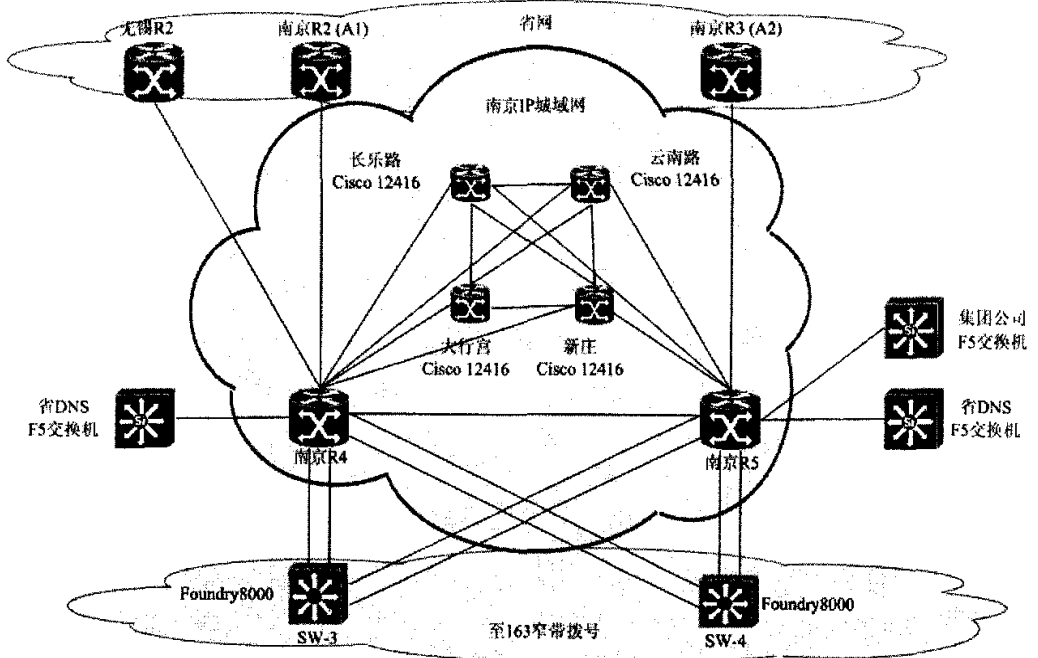 省网
无锡R2
南京R2 (A1)
南京R3 (A2)
南京IP城域网
长乐路
Cisco 12416
云南路
Cisco 12416
大行宫
Cisco 12416
新庄
Cisco 12416
集团公司
F5交换机
省DNS
F5交换机
省DNS
F5交换机
南京R4
南京R5
Foundry8000
SW-3
至163窄带拨号
Foundry8000
SW-4